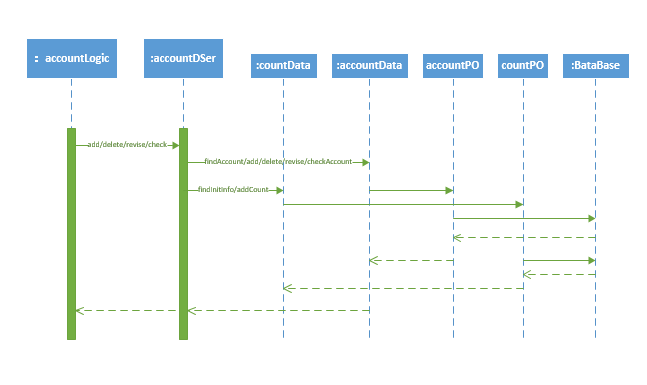 : accountLogic
:accountDSer
:countData
:accountData
accountPO
countPO
:BataBase
add/delete/revise/check
findAccount/add/delete/revise/checkAccount
findInitInfo/addCount